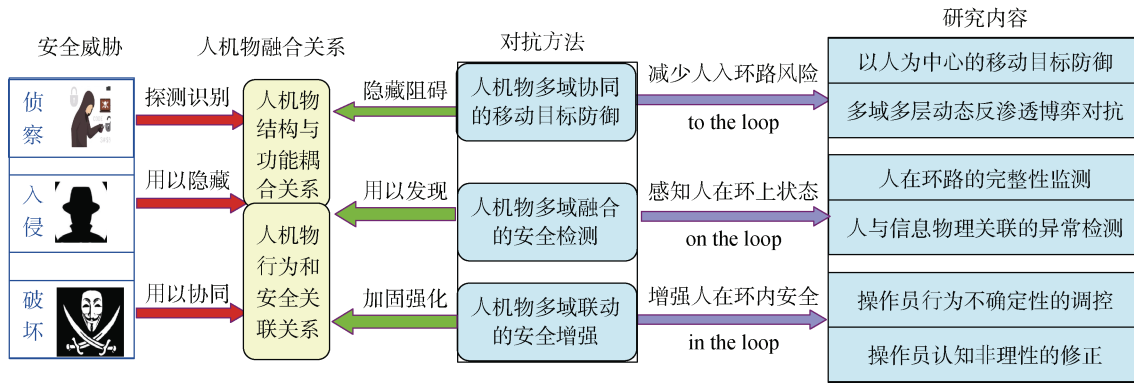 安全威胁
人机物融合关系
对抗方法
研究内容
侦
察
探测识别
人机物
结构与
功能耦
合关系
隐藏阻碍
人机物多域协同
的移动目标防御
减少人入环路风险
to the loop
以人为中心的移动目标防御
多域多层动态反渗透博弈对抗
入
侵
用以隐藏
用以发现
人机物多域融合
的安全检测
感知人在环上状态
on the loop
人在环路的完整性监测
人与信息物理关联的异常检测
破
坏
用以协同
人机物
行为和
安全关
联关系
加固强化
人机物多域联动
的安全增强
增强人在环内安全
in the loop
操作员行为不确定性的调控
操作员认知非理性的修正